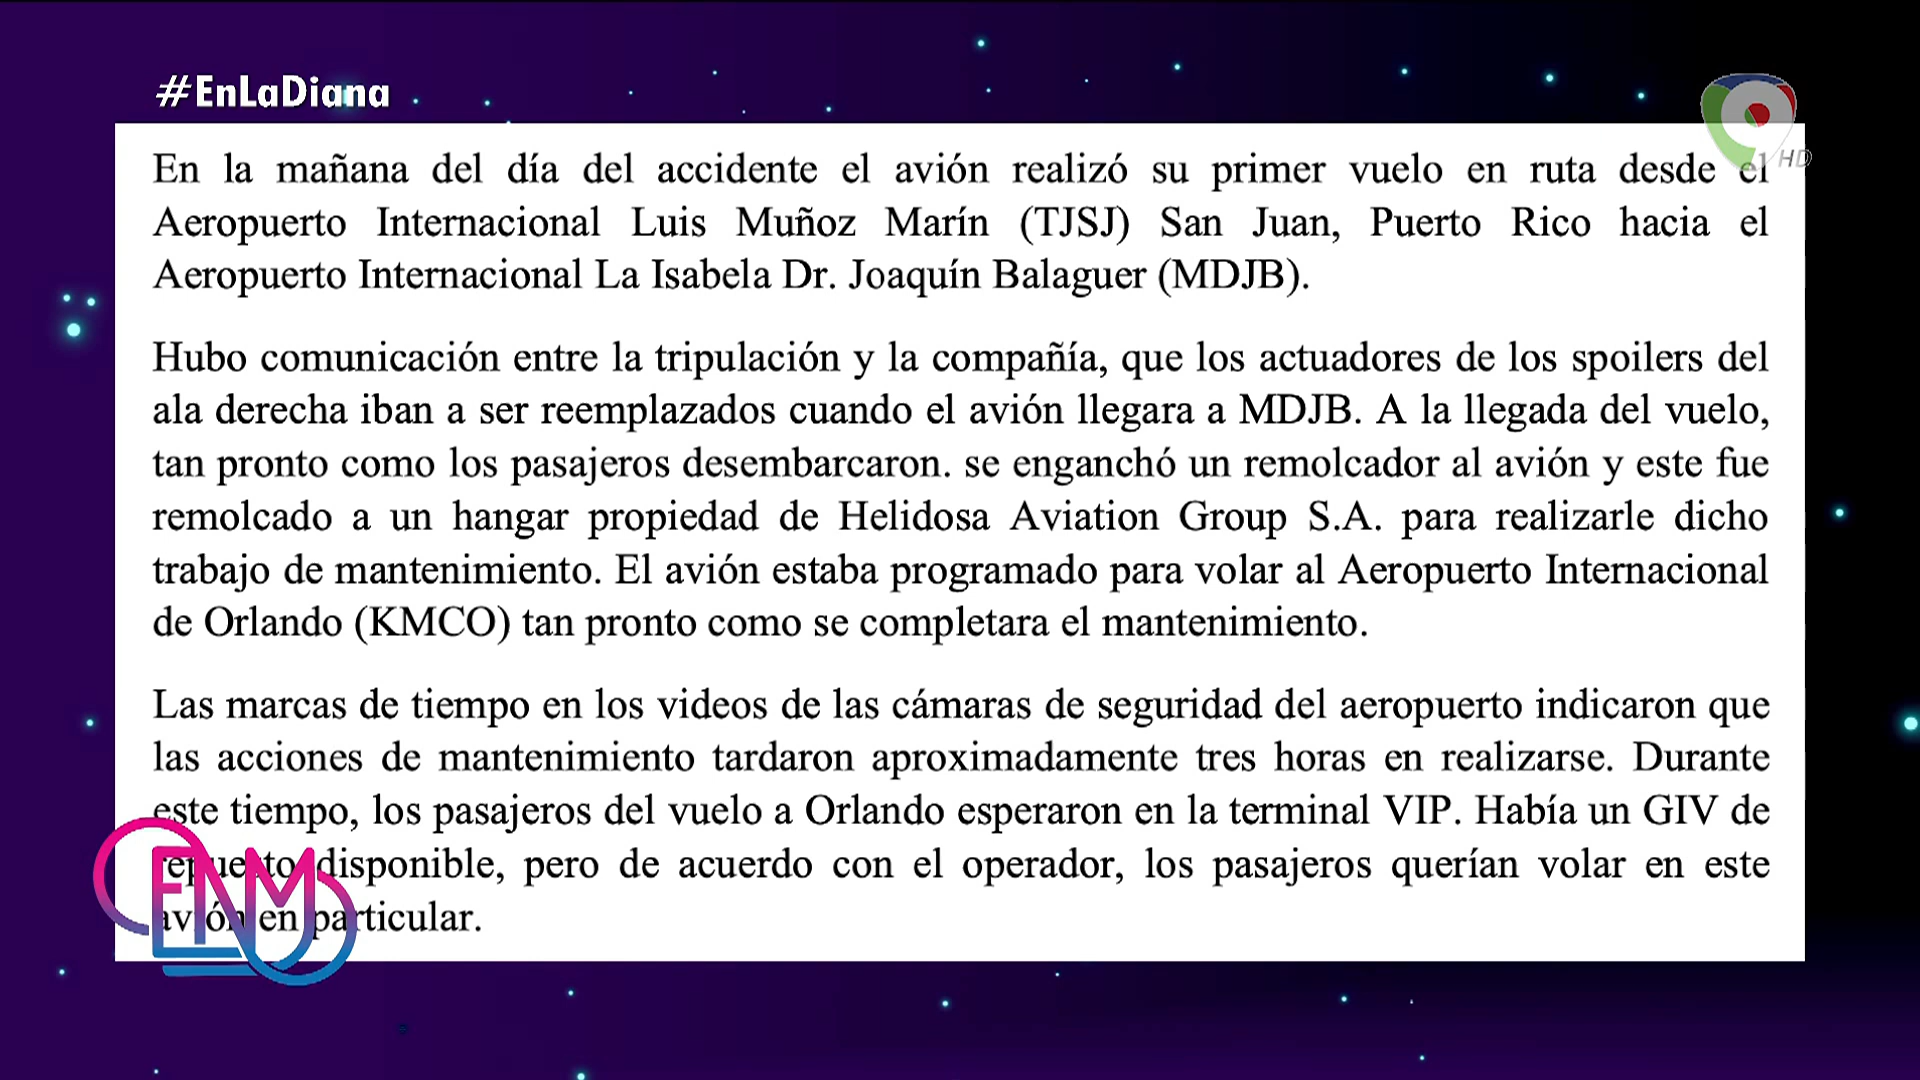 #EnLaDiana
HD
En la mañana del día del accidente el avión realizó su primer vuelo en ruta desde el
Aeropuerto Internacional Luis Muñoz Marín (TJSJ) San Juan, Puerto Rico hacia el
Aeropuerto Internacional La Isabela Dr. Joaquín Balaguer (MDJB).
Hubo comunicación entre la tripulación y la compañía, que los actuadores de los spoilers del
ala derecha iban a ser reemplazados cuando el avión llegara a MDJB. A la llegada del vuelo,
tan pronto como los pasajeros desembarcaron. se enganchó un remolcador al avión y este fue
remolcado a un hangar propiedad de Helidosa Aviation Group S.A. para realizarle dicho
trabajo de mantenimiento. El avión estaba programado para volar al Aeropuerto Internacional
de Orlando (KMCO) tan pronto como se completara el mantenimiento.
Las marcas de tiempo en los videos de las cámaras de seguridad del aeropuerto indicaron que
las acciones de mantenimiento tardaron aproximadamente tres horas en realizarse. Durante
este tiempo, los pasajeros del vuelo a Orlando esperaron en la terminal VIP. Había un GIV de
repuesto disponible, pero de acuerdo con el operador, los pasajeros querían volar en este
avión en particular.
ENM